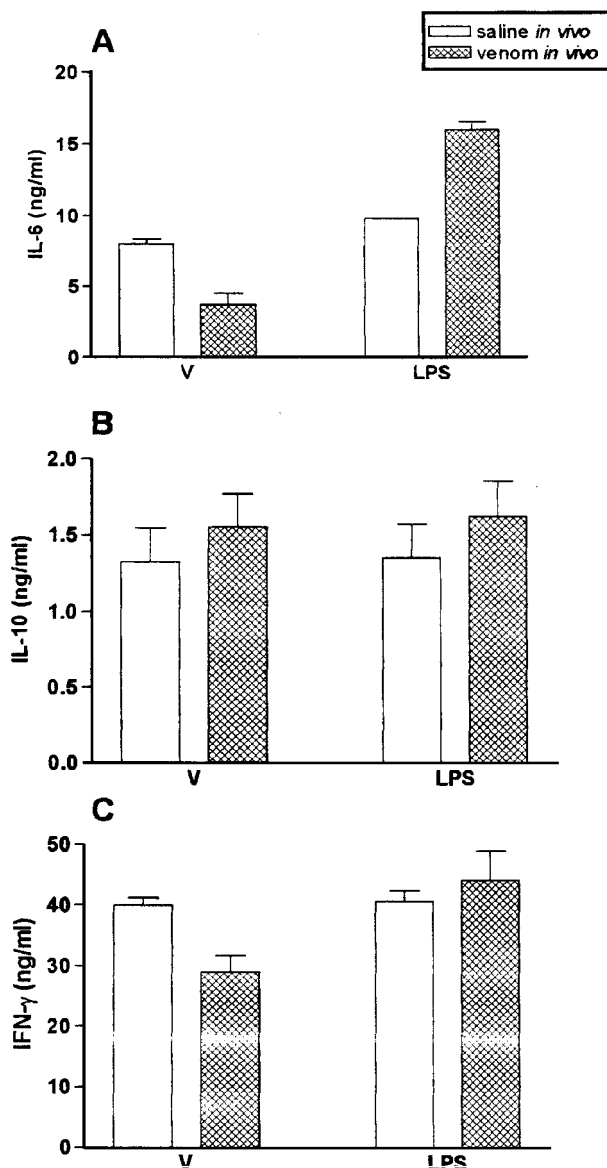 A
saline in vivo
venom in vivo
IL-6 (ng/ml)
20
15
10
5
0
V LPS
B
IL-10 (ng/ml)
2.0
1.5
1.0
0.5
0.0
V LPS
C
IFN-γ (ng/ml)
50
40
30
20
10
0
V LPS